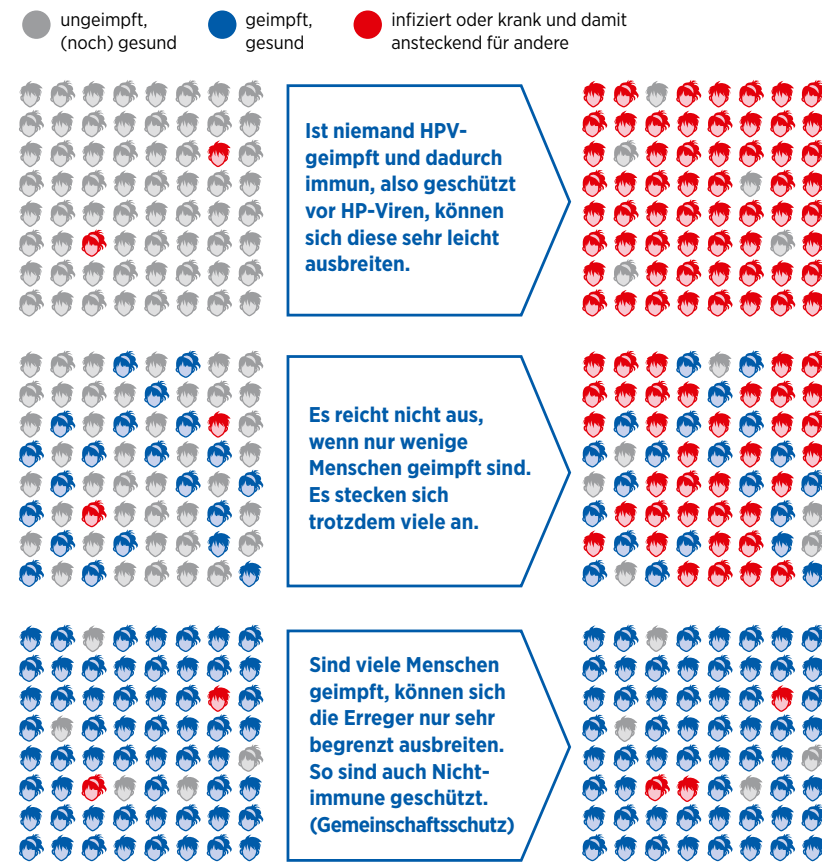 ungeimpft,
(noch) gesund
geimpft,
gesund
infiziert oder krank und damit
ansteckend für andere
Ist niemand HPV-
geimpft und dadurch
immun, also geschützt
vor HP-Viren, können
sich diese sehr leicht
ausbreiten.
Es reicht nicht aus,
wenn nur wenige
Menschen geimpft sind.
Es stecken sich
trotzdem viele an.
Sind viele Menschen
geimpft, können sich
die Erreger nur sehr
begrenzt ausbreiten.
So sind auch Nicht-
immune geschützt.
(Gemeinschaftsschutz)